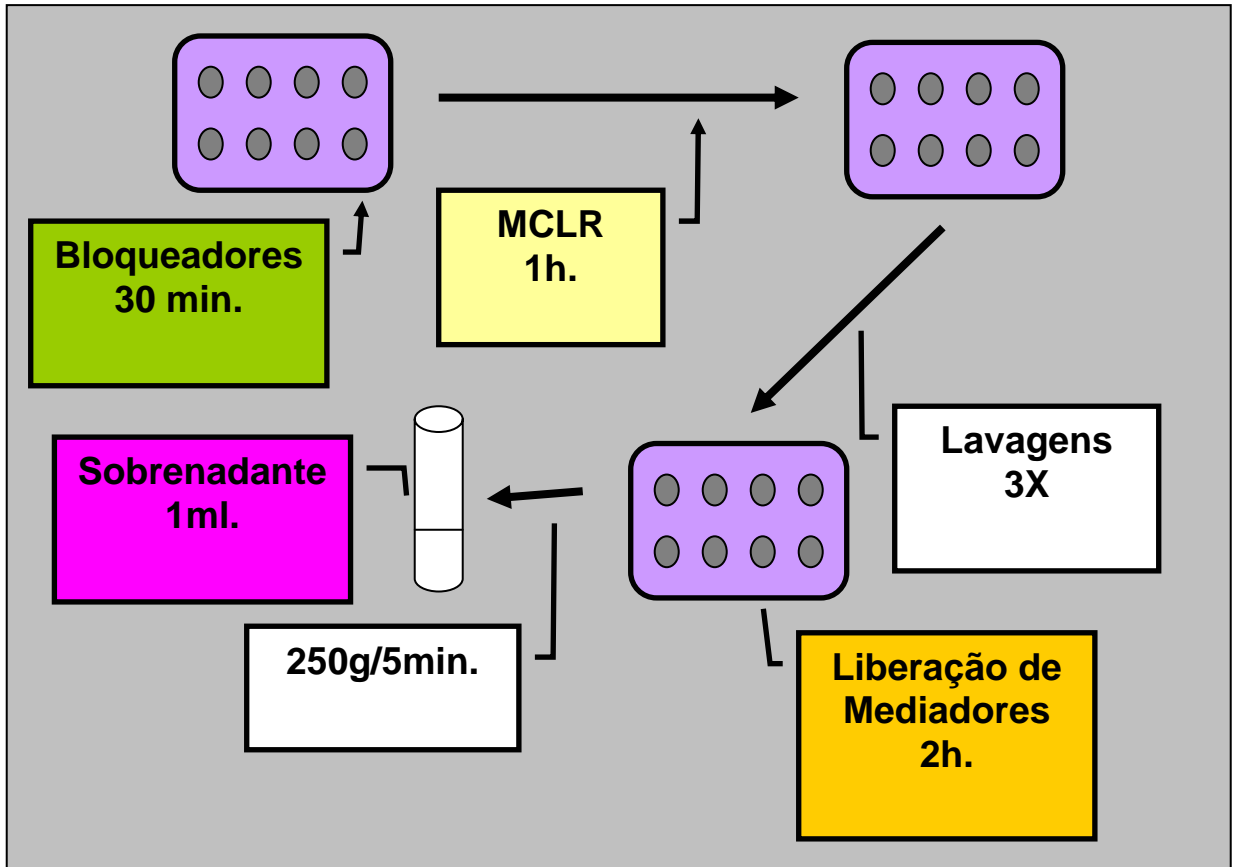 Bloqueadores
30 min.
MCLR
1h.
Lavagens
3X
Liberação de
Mediadores
2h.
250g/5min.
Sobrenadante
1ml.